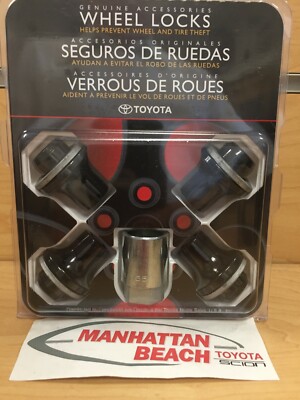 GENUINE ACCESSORIES
WHEEL LOCKS
HELPS PREVENT WHEEL AND TIRE THEFT
ACCESORIOS ORIGINALES
SEGUROS DE RUEDAS
AYUDAN A EVITAR EL ROBO DE LAS RUEDAS
ACCESSOIRES D'ORIGINE
VERROUS DE ROUES
AIDENT À PREVENIR LE VOL DE ROUES ET DE PNEUS
TOYOTA
MANHATTAN
BEACH
TOYOTA
SCION